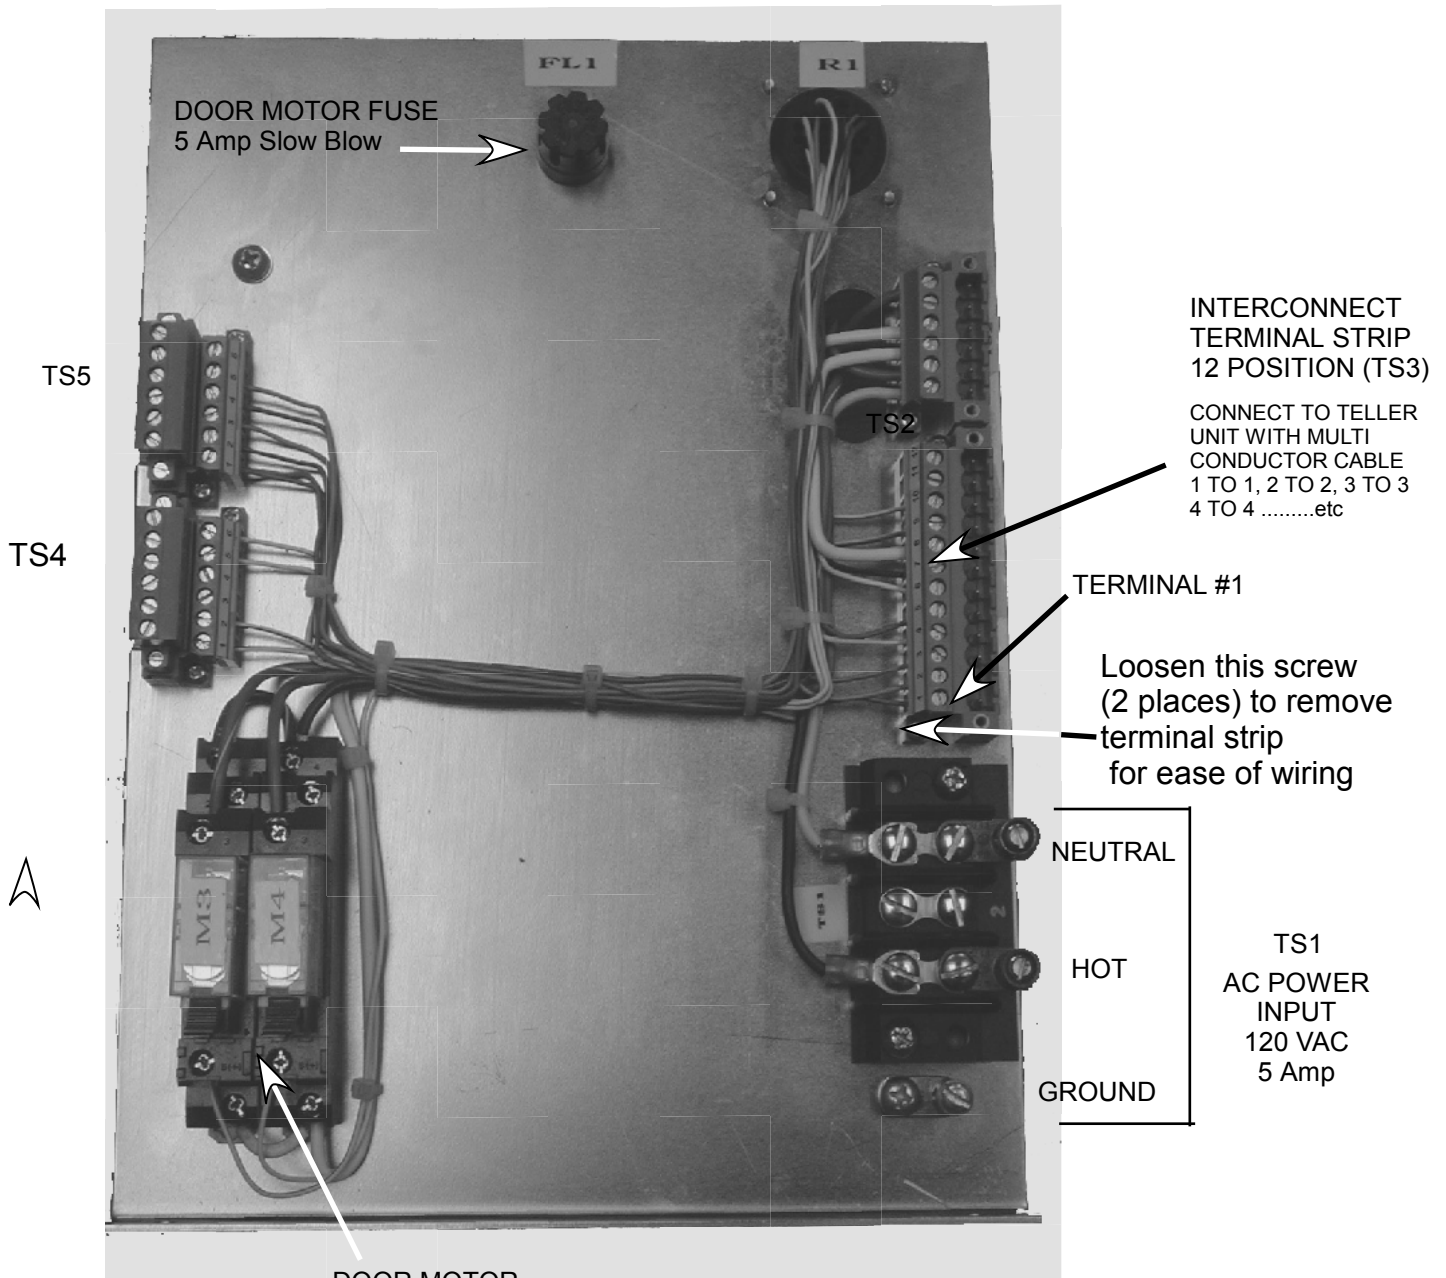 FL1
R1
DOOR MOTOR FUSE
5 Amp Slow Blow
INTERCONNECT
TERMINAL STRIP
12 POSITION (TS3)
CONNECT TO TELLER
UNIT WITH MULTI
CONDUCTOR CABLE
1 TO 1, 2 TO 2, 3 TO 3
4 TO 4 .........etc
TS5
TS2
TS4
TERMINAL #1
Loosen this screw
(2 places) to remove
terminal strip
for ease of wiring
NEUTRAL
M3
M4
TS1
2
HOT
TS1
AC POWER
INPUT
120 VAC
5 Amp
GROUND
DOOR MOTOR